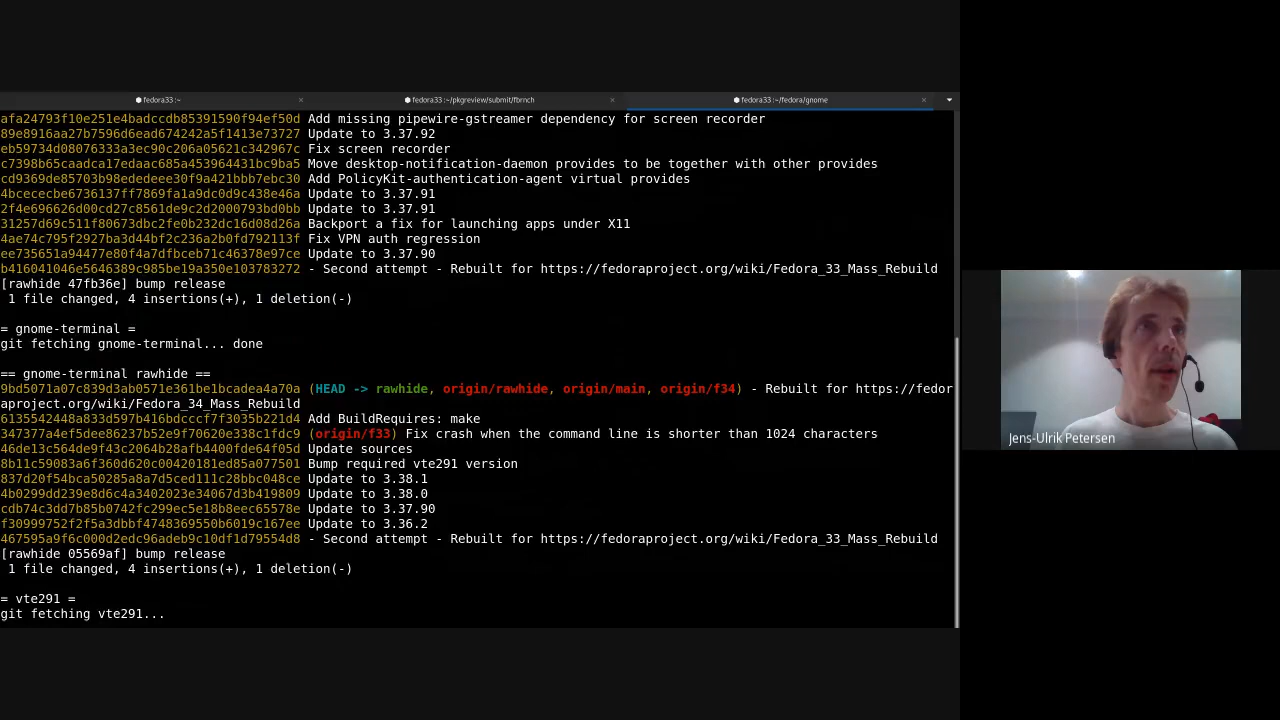 fedora33:~ ×
fedora33:~/pkgreview/submit/fbrnch ×
fedora33:~/fedora/gnome ×
afa24793f10e251e4badccdb85391590f94ef50d Add missing pipewire-gstreamer dependency for screen recorder
89e8916aa27b7596d6ead674242a5f1413e73727 Update to 3.37.92
eb59734d08076333a3ec90c206a05621c342967c Fix screen recorder
c7398b65caadca17edaac685a453964431bc9ba5 Move desktop-notification-daemon provides to be together with other provides
cd9369de85703b98ededeee30f9a421bbb7ebc30 Add PolicyKit-authentication-agent virtual provides
4bcececbe6736137ff7869fa1a9dc0d9c438e46a Update to 3.37.91
2f4e696626d00cd27c8561de9c2d2000793bd0bb Update to 3.37.91
31257d69c511f80673dbc2fe0b232dc16d08d26a Backport a fix for launching apps under X11
4ae74c795f2927ba3d44bf2c236a2b0fd792113f Fix VPN auth regression
ee735651a94477e80f4a7dfbceb71c46378e97ce Update to 3.37.90
b416041046e5646389c985be19a350e103783272 - Second attempt - Rebuilt for https://fedoraproject.org/wiki/Fedora_33_Mass_Rebuild
[rawhide 47fb36e] bump release
1 file changed, 4 insertions(+), 1 deletion(-)
= gnome-terminal =
git fetching gnome-terminal... done
== gnome-terminal rawhide ==
9bd5071a07c839d3ab0571e361be1bcadea4a70a (HEAD -> rawhide, origin/rawhide, origin/main, origin/f34) - Rebuilt for https://fedor
aproject.org/wiki/Fedora_34_Mass_Rebuild
6135542448a833d597b416bdcccf7f3035b221d4 Add BuildRequires: make
347377a4ef5dee86237b52e9f70620e338c1fdc9 (origin/f33) Fix crash when the command line is shorter than 1024 characters
46de13c564de9f43c2064b28afb4400fde64f05d Update sources
8b11c59083a6f360d620c00420181ed85a077501 Bump required vte291 version
837d20f54bca50285a8a7d5ced111c28bbc048ce Update to 3.38.1
4b0299dd239e8d6c4a3402023e34067d3b419809 Update to 3.38.0
cdb74c3dd7b85b0742fc299ec5e18b8eec65578e Update to 3.37.90
f30999752f2f5a3dbbf4748369550b6019c167ee Update to 3.36.2
467595a9f6c000d2edc96adeb9c10df1d79554d8 - Second attempt - Rebuilt for https://fedoraproject.org/wiki/Fedora_33_Mass_Rebuild
[rawhide 05569af] bump release
1 file changed, 4 insertions(+), 1 deletion(-)
= vte291 =
git fetching vte291...
Jens-Ulrik Petersen